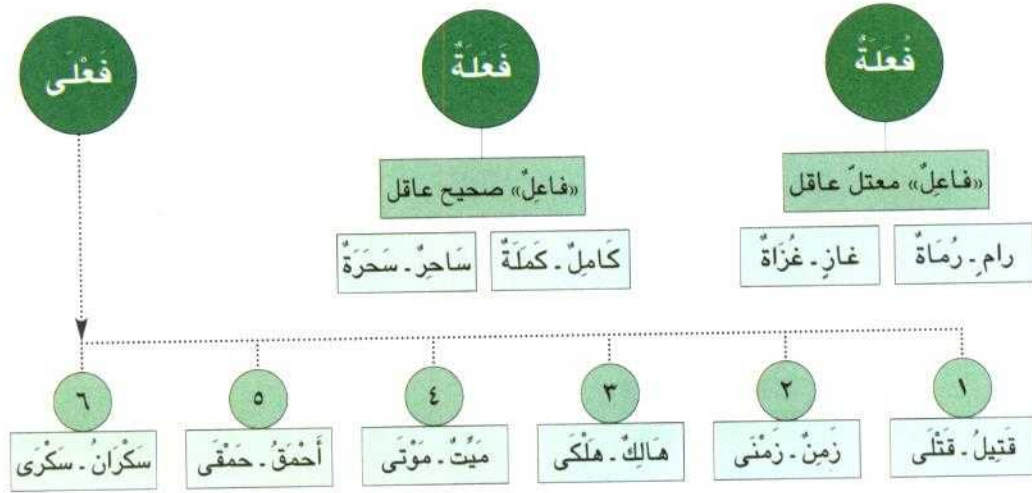 فُعَلَةٌ
فَعَلَةٌ
فَعْلَى
«فاعِلٌ» معتلّ عاقل
«فاعِلٌ» صحيح عاقل
رامٍ ـ رُمَاةٌ
غازٍ ـ غُزَاةٌ
كَامِلٌ ـ كَمَلَةٌ
سَاحِرٌ ـ سَحَرَةٌ
١
٢
٣
٤
٥
٦
قَتِيلُ ـ قَتْلَى
زَمِنٌ ـ زَمْنَى
هَالِكٌ ـ هَلْكَى
مَيِّتٌ ـ مَوْتَى
أَحْمَقُ ـ حَمْقَى
سَكْرَانُ ـ سَكْرَى